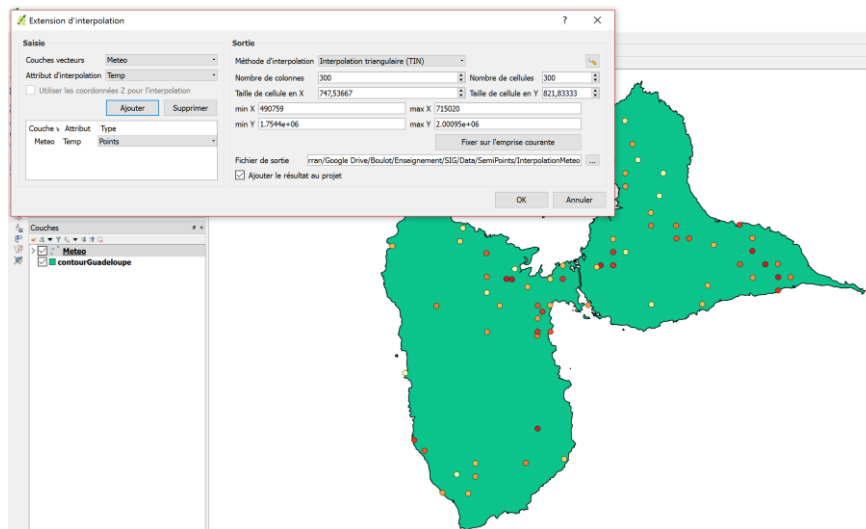 Extension d'interpolation
? ×
Saisie
Couches vecteurs Meteo
Attribut d'interpolation Temp
Utiliser les coordonnées Z pour l'interpolation
Ajouter Supprimer
Couche v Attribut Type
Meteo Temp Points
Sortie
Méthode d'interpolation Interpolation triangulaire (TIN)
Nombre de colonnes 300 Nombre de cellules 300
Taille de cellule en X 747,53667 Taille de cellule en Y 821,83333
min X 490759 max X 715020
min Y 1.7544e+06 max Y 2.00095e+06
Fixer sur l'emprise courante
Fichier de sortie rran/Google Drive/Boulot/Enseignement/SIG/Data/SemiPoints/InterpolationMeteo ...
Ajouter le résultat au projet
OK Annuler
Couches
Meteo
contourGuadeloupe